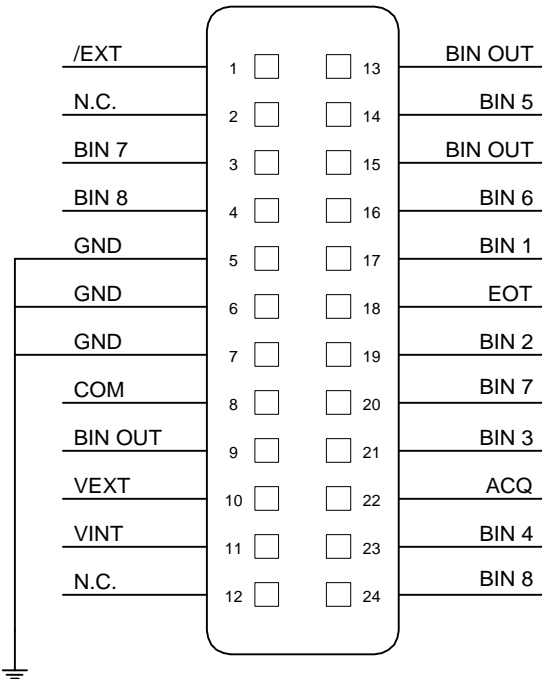 /EXT 1 13 BIN OUT
N.C. 2 14 BIN 5
BIN 7 3 15 BIN OUT
BIN 8 4 16 BIN 6
GND 5 17 BIN 1
GND 6 18 EOT
GND 7 19 BIN 2
COM 8 20 BIN 7
BIN OUT 9 21 BIN 3
VEXT 10 22 ACQ
VINT 11 23 BIN 4
N.C. 12 24 BIN 8